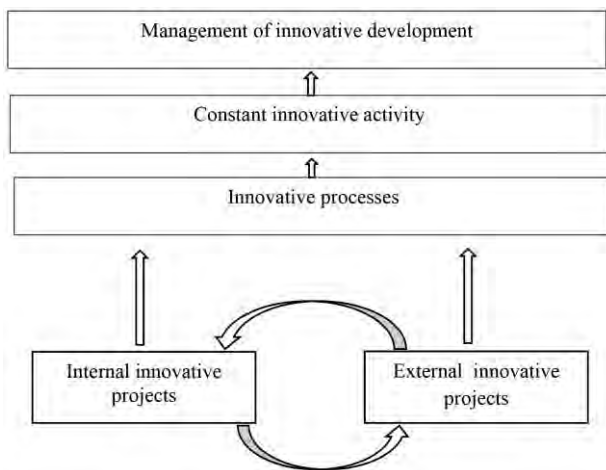 Management of innovative development
Constant innovative activity
Innovative processes
Internal innovative
projects
External innovative
projects